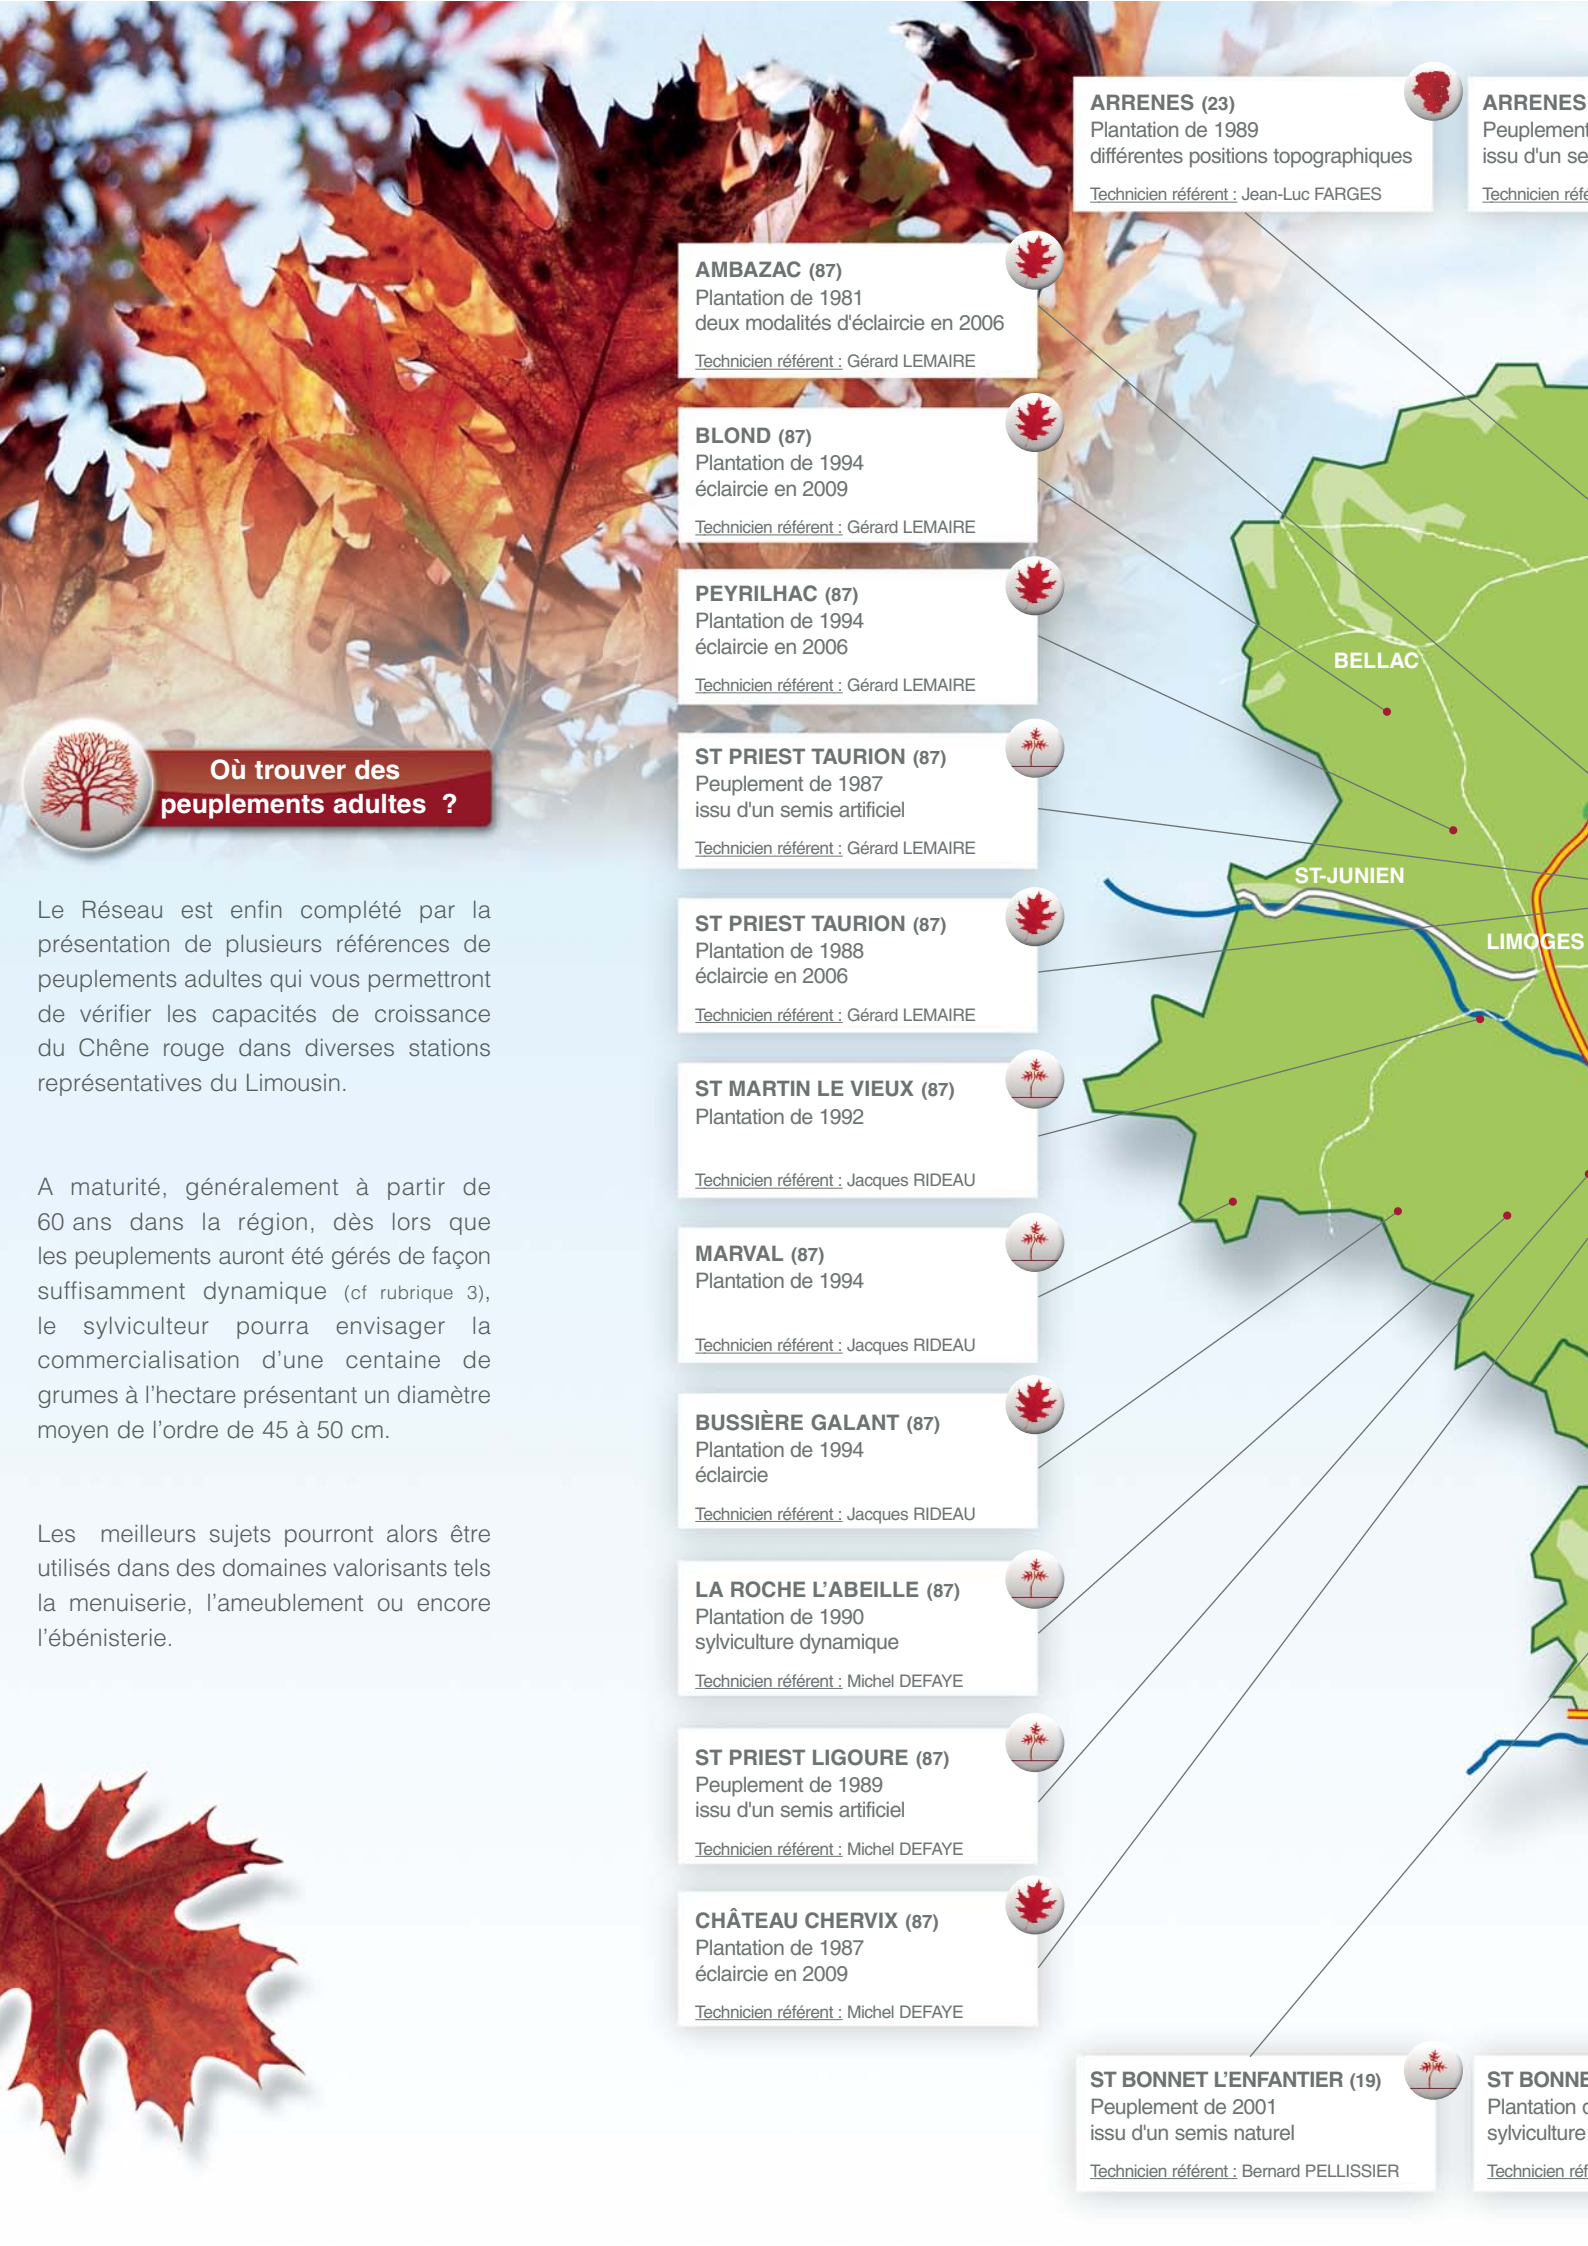 ARRENES (23)
Plantation de 1989
différentes positions topographiques
Technicien référent : Jean-Luc FARGES
ARRENES
Peuplement
issu d'un
Technicien
AMBAZAC (87)
Plantation de 1981
deux modalités d'éclaircie en 2006
Technicien référent : Gérard LEMAIRE
BLOND (87)
Plantation de 1994
éclaircie en 2009
Technicien référent : Gérard LEMAIRE
PEYRILHAC (87)
Plantation de 1994
éclaircie en 2006
Technicien référent : Gérard LEMAIRE
ST PRIEST TAURION (87)
Peuplement de 1987
issu d'un semis artificiel
Technicien référent : Gérard LEMAIRE
ST PRIEST TAURION (87)
Plantation de 1988
éclaircie en 2006
Technicien référent : Gérard LEMAIRE
ST MARTIN LE VIEUX (87)
Plantation de 1992
Technicien référent : Jacques RIDEAU
MARVAL (87)
Plantation de 1994
Technicien référent : Jacques RIDEAU
BUSSIÈRE GALANT (87)
Plantation de 1994
éclaircie
Technicien référent : Jacques RIDEAU
LA ROCHE L'ABEILLE (87)
Plantation de 1990
sylviculture dynamique
Technicien référent : Michel DEFAYE
ST PRIEST LIGOURE (87)
Peuplement de 1989
issu d'un semis artificiel
Technicien référent : Michel DEFAYE
CHÂTEAU CHERVIX (87)
Plantation de 1987
éclaircie en 2009
Technicien référent : Michel DEFAYE
BELLAC
ST-JUNIEN
LIMOGES
Où trouver des
peuplements adultes ?
Le Réseau est enfin complété par la
présentation de plusieurs références de
peuplements adultes qui vous permettront
de vérifier les capacités de croissance
du Chêne rouge dans diverses stations
représentatives du Limousin.
A maturité, généralement à partir de
60 ans dans la région, dès lors que
les peuplements auront été gérés de façon
suffisamment dynamique (cf rubrique 3),
le sylviculteur pourra envisager la
commercialisation d'une centaine de
grumes à l'hectare présentant un diamètre
moyen de l'ordre de 45 à 50 cm.
Les meilleurs sujets pourront alors être
utilisés dans des domaines valorisants tels
la menuiserie, l'ameublement ou encore
l'ébénisterie.
ST BONNET L'ENFANTIER (19)
Peuplement de 2001
issu d'un semis naturel
Technicien référent : Bernard PELLISSIER
ST
Plantation
sylviculture
Technicien